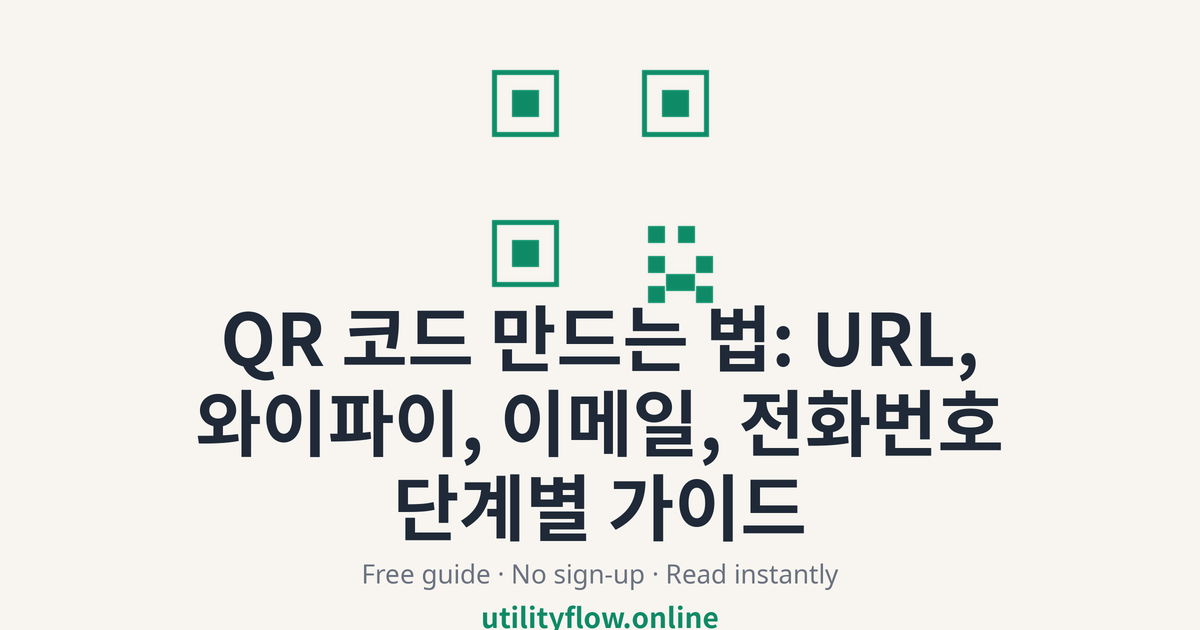 QR 코드 만드는 법: URL,
와이파이, 이메일, 전화번호
단계별 가이드
Free guide · No sign-up · Read instantly
utilityflow.online